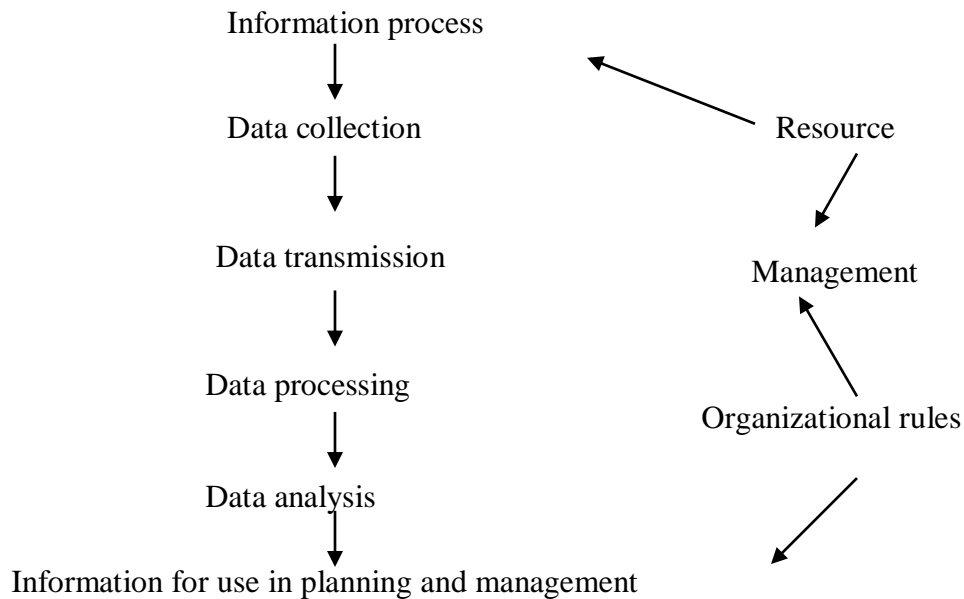 Information process
Data collection
Resource
Data transmission
Management
Data processing
Organizational rules
Data analysis
Information for use in planning and management